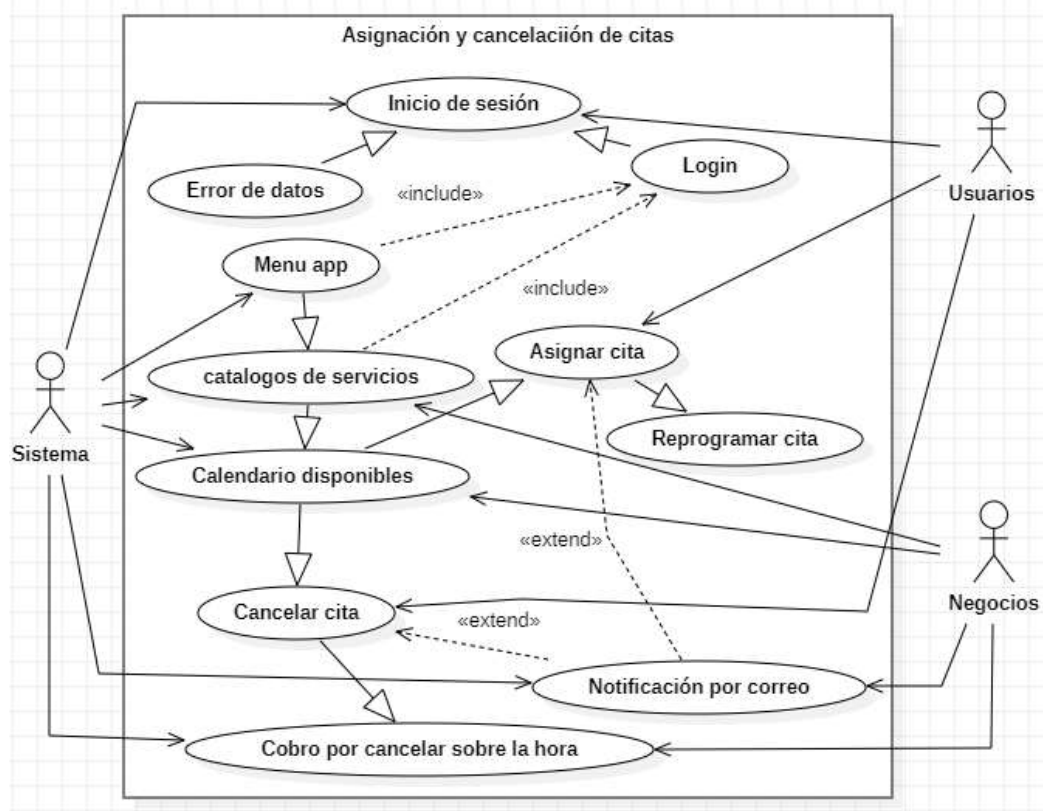 Asignación y cancelaciión de citas
Inicio de sesión
Error de datos
Login
«include»
Usuarios
Menu app
«include»
Asignar cita
catalogos de servicios
Reprogramar cita
Sistema
Calendario disponibles
«extend»
Cancelar cita
«extend»
Negocios
Notificación por correo
Cobro por cancelar sobre la hora